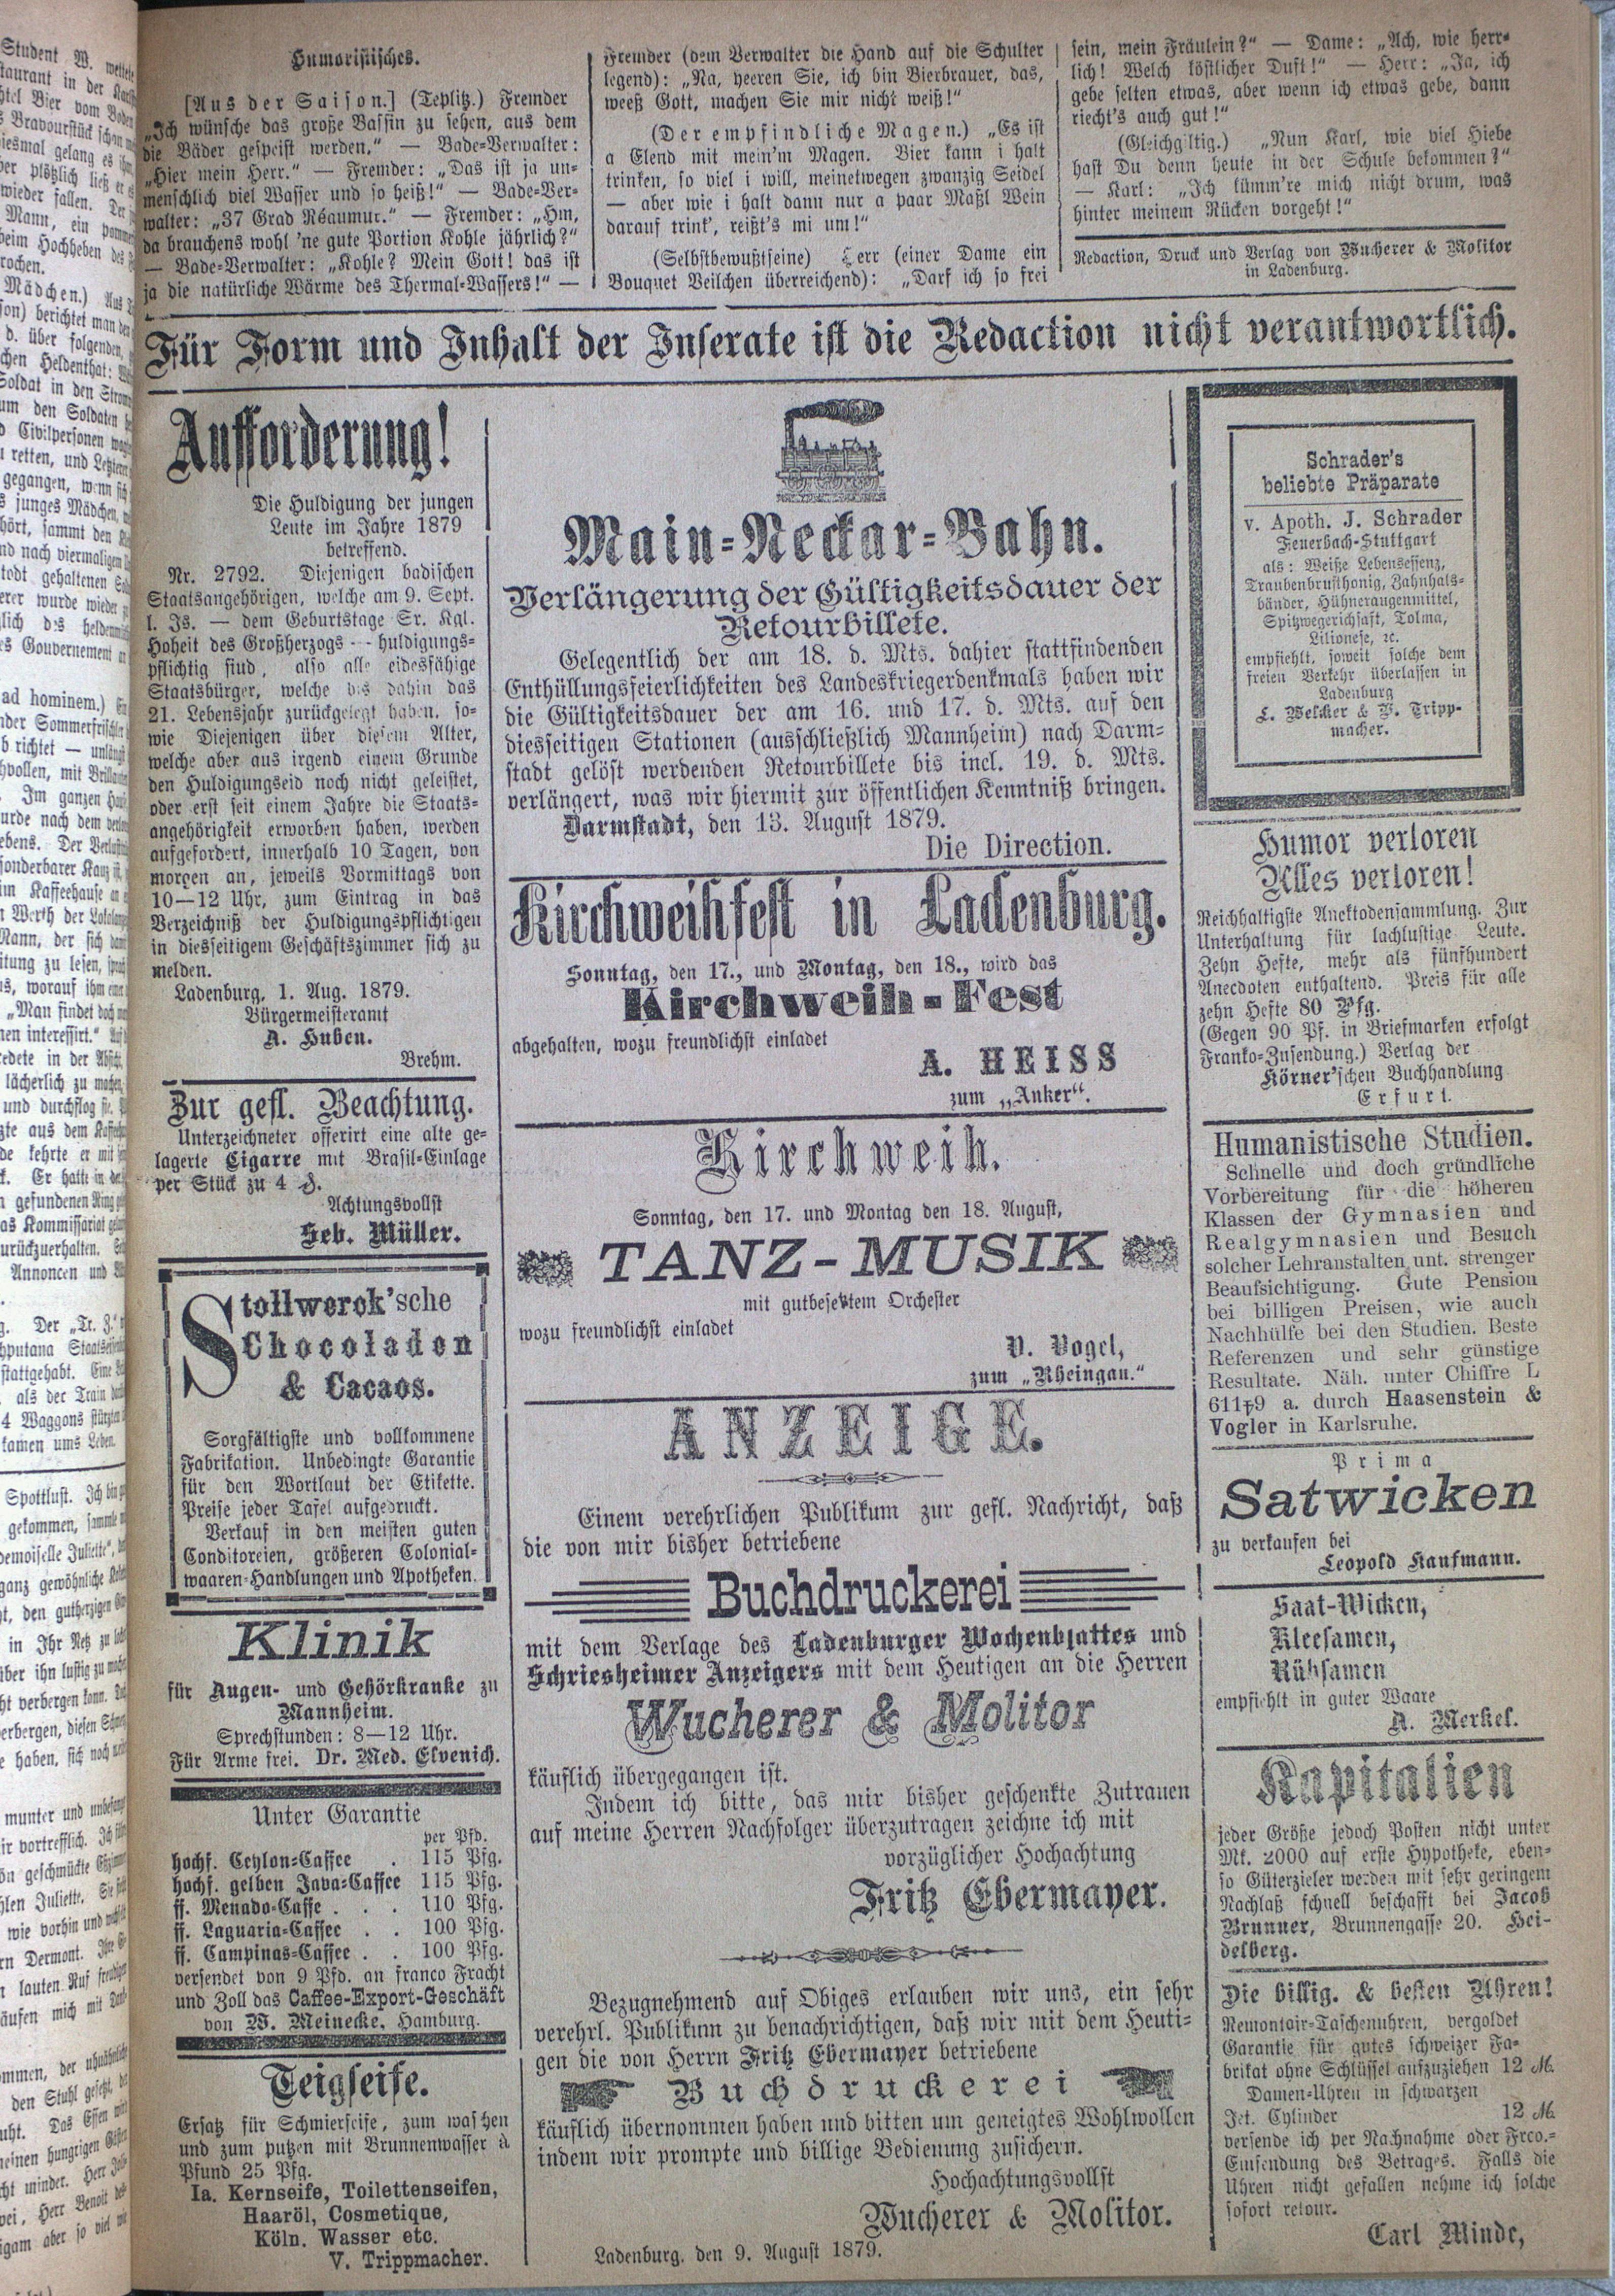 Humoristisches.
[Aus der Saison.] (Teplitz.) Fremder
„Ich wünsche das große Bassin zu sehen, aus dem
die Bäder gespeist werden." — Bade-Verwalter:
„Hier mein Herr." — Fremder: „Das ist ja un-
menschlich viel Wasser und so heiß!" — Bade-Ver-
walter: „37 Grad Réaumur." — Fremder: „Hm,
da brauchens wohl 'ne gute Portion Kohle jährlich?"
— Bade-Verwalter: „Kohle? Mein Gott! das ist
ja die natürliche Wärme des Thermal-Wassers!" —
Fremder (dem Verwalter die Hand auf die Schulter
legend): „Na, heeren Sie, ich bin Bierbrauer, das,
weeß Gott, machen Sie mir nicht weiß!"
(Der empfindliche Magen.) „Es ist
a Elend mit mein'm Magen. Bier kann i halt
trinken, so viel i will, meinetwegen zwanzig Seidel
— aber wie i halt dann nur a paar Maßl Wein
darauf trink', reißt's mi um!"
(Selbstbewußtseine) Herr (einer Dame ein
Bouquet Veilchen überreichend): „Darf ich so frei
sein, mein Fräulein?" — Dame: „Ach, wie herr-
lich! Welch köstlicher Duft!" — Herr: „Ja, ich
gebe selten etwas, aber wenn ich etwas gebe, dann
riecht's auch gut!"
(Gleichgiltig.) „Nun Karl, wie viel Hiebe
hast Du denn heute in der Schule bekommen?"
— Karl: „Ich kümm're mich nicht drum, was
hinter meinem Rücken vorgeht!"
Redaction, Druck und Verlag von Wucherer & Molitor
in Ladenburg.
Für Form und Inhalt der Inserate ist die Redaction nicht verantwortlich.
Aufforderung!
Die Huldigung der jungen
Leute im Jahre 1879
betreffend.
Nr. 2792. Diejenigen badischen
Staatsangehörigen, welche am 9. Sept.
l. Js. — dem Geburtstage Sr. Kgl.
Hoheit des Großherzogs — huldigungs-
pflichtig sind, also alle eidesfähige
Staatsbürger, welche bis dahin das
21. Lebensjahr zurückgelegt haben, so-
wie Diejenigen über diesem Alter,
welche aber aus irgend einem Grunde
den Huldigungseid noch nicht geleistet,
oder erst seit einem Jahre die Staats-
angehörigkeit erworben haben, werden
aufgefordert, innerhalb 10 Tagen, von
morgen an, jeweils Vormittags von
10—12 Uhr, zum Eintrag in das
Verzeichniß der Huldigungspflichtigen
in diesseitigem Geschäftszimmer sich zu
melden.
Ladenburg, 1. Aug. 1879.
Bürgermeisteramt
A. Huben.
Brehm.
Zur gefl. Beachtung.
Unterzeichneter offerirt eine alte ge-
lagerte Cigarre mit Brasil-Einlage
per Stück zu 4 ₰.
Achtungsvollst
Seb. Müller.
Stollwerck'sche
Chocoladen
& Cacaos.
Sorgfältigste und vollkommene
Fabrikation. Unbedingte Garantie
für den Wortlaut der Etikette.
Preise jeder Tafel aufgedruckt.
Verkauf in den meisten guten
Conditoreien, größeren Colonial-
waaren-Handlungen und Apotheken.
Klinik
für Augen- und Gehörkranke zu
Mannheim.
Sprechstunden: 8—12 Uhr.
Für Arme frei. Dr. Med. Elvenich.
Unter Garantie
per Pfd.
hochf. Ceylon-Caffee . 115 Pfg.
hochf. gelben Java-Caffee 115 Pfg.
ff. Menado-Caffe . . . 110 Pfg.
ff. Laguaria-Caffee . . 100 Pfg.
ff. Campinas-Caffee . . 100 Pfg.
versendet von 9 Pfd. an franco Fracht
und Zoll das Caffee-Export-Geschäft
von W. Meinecke, Hamburg.
Teigseife.
Ersatz für Schmierseife, zum waschen
und zum putzen mit Brunnenwasser à
Pfund 25 Pfg.
Ia. Kernseife, Toilettenseifen,
Haaröl, Cosmetique,
Köln. Wasser etc.
V. Trippmacher.
Main-Neckar-Bahn.
Verlängerung der Gültigkeitsdauer der
Retourbillete.
Gelegentlich der am 18. d. Mts. dahier stattfindenden
Enthüllungsfeierlichkeiten des Landeskriegerdenkmals haben wir
die Gültigkeitsdauer der am 16. und 17. d. Mts. auf den
diesseitigen Stationen (ausschließlich Mannheim) nach Darm-
stadt gelöst werdenden Retourbillete bis incl. 19. d. Mts.
verlängert, was wir hiermit zur öffentlichen Kenntniß bringen.
Darmstadt, den 13. August 1879.
Die Direction.
Kirchweihfest in Ladenburg.
Sonntag, den 17., und Montag, den 18., wird das
Kirchweih-Fest
abgehalten, wozu freundlichst einladet
A. HEISS
zum „Anker".
Kirchweih.
Sonntag, den 17. und Montag den 18. August,
TANZ-MUSIK
mit gutbesetztem Orchester
wozu freundlichst einladet
V. Vogel,
zum „Rheingau."
ANZEIGE.
Einem verehrlichen Publikum zur gefl. Nachricht, daß
die von mir bisher betriebene
Buchdruckerei
mit dem Verlage des Ladenburger Wochenblattes und
Schriesheimer Anzeigers mit dem Heutigen an die Herren
Wucherer & Molitor
käuflich übergegangen ist.
Indem ich bitte, das mir bisher geschenkte Zutrauen
auf meine Herren Nachfolger überzutragen zeichne ich mit
vorzüglicher Hochachtung
Fritz Ebermayer.
Bezugnehmend auf Obiges erlauben wir uns, ein sehr
verehrl. Publikum zu benachrichtigen, daß wir mit dem Heuti-
gen die von Herrn Fritz Ebermayer betriebene
Buchdruckerei
käuflich übernommen haben und bitten um geneigtes Wohlwollen
indem wir prompte und billige Bedienung zusichern.
Hochachtungsvollst
Wucherer & Molitor.
Ladenburg, den 9. August 1879.
Schrader's
beliebte Präparate
v. Apoth. J. Schrader
Feuerbach-Stuttgart
als: Weiße Lebensessenz,
Traubenbrusthonig, Zahnhals-
bänder, Hühneraugenmittel,
Spitzwegerichsaft, Tolma,
Lilionese, ꝛc.
empfiehlt, soweit solche dem
freien Verkehr überlassen in
Ladenburg
L. Welcker & V. Tripp-
macher.
Humor verloren
Alles verloren!
Reichhaltigste Anektodensammlung. Zur
Unterhaltung für lachlustige Leute.
Zehn Hefte, mehr als fünfhundert
Anecdoten enthaltend. Preis für alle
zehn Hefte 80 Pfg.
(Gegen 90 Pf. in Briefmarken erfolgt
Franko-Zusendung.) Verlag der
Körner'schen Buchhandlung
Erfurt.
Humanistische Studien.
Schnelle und doch gründliche
Vorbereitung für die höheren
Klassen der Gymnasien und
Realgymnasien und Besuch
solcher Lehranstalten unt. strenger
Beaufsichtigung. Gute Pension
bei billigen Preisen, wie auch
Nachhülfe bei den Studien. Beste
Referenzen und sehr günstige
Resultate. Näh. unter Chiffre L
a. durch Haasenstein &
Vogler in Karlsruhe.
Prima
Satwicken
zu verkaufen bei
Leopold Kaufmann.
Saat-Wicken,
Kleesamen,
Rübsamen
empfiehlt in guter Waare
A. Merkel.
Kapitalien
jeder Größe jedoch Posten nicht unter
Mk. 2000 auf erste Hypotheke, eben-
so Güterzieler werden mit sehr geringem
Nachlaß schnell beschafft bei Jacob
Brunner, Brunnengasse 20. Hei-
delberg.
Die billig. & besten Uhren!
Remontoir-Taschenuhren, vergoldet
Garantie für gutes schweizer Fa-
brikat ohne Schlüssel aufzuziehen 12 M.
Damen-Uhren in schwarzen
Jet. Cylinder 12 M.
versende ich per Nachnahme oder Frco.-
Einsendung des Betrages. Falls die
Uhren nicht gefallen nehme ich solche
sofort retour.
Carl Minde,